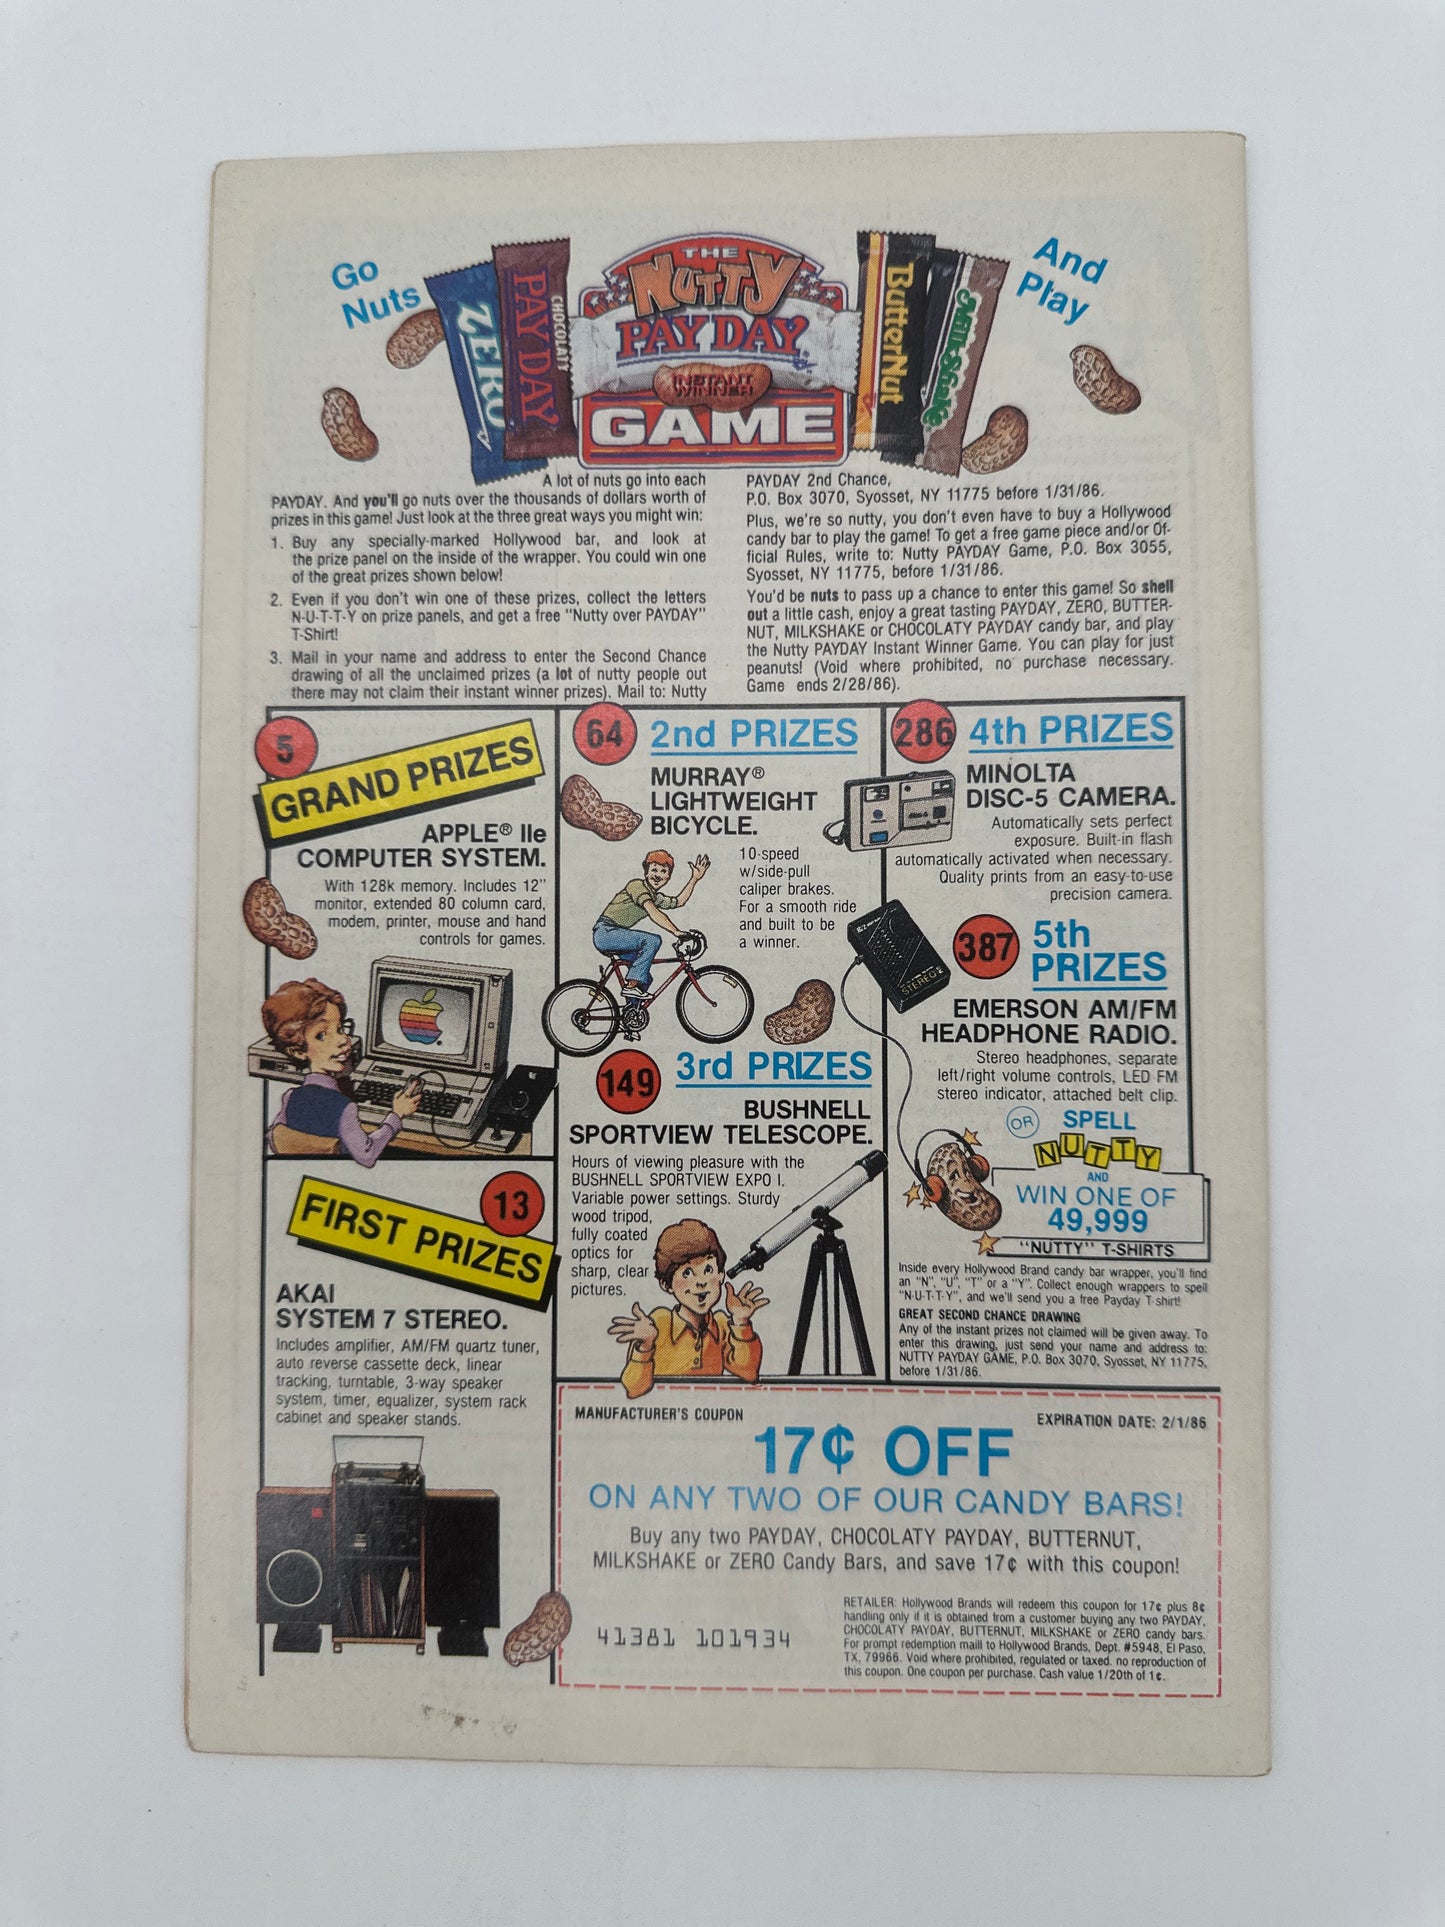 Go
Nuts
And
Play
ZERO
CHOCOLATY
PAY DAY
THE
NUTTY
PAY DAY
INSTANT
WINNER
GAME
ButterNut
Milk-Shake
A lot of nuts go into each
PAYDAY. And you'll go nuts over the thousands of dollars worth of
prizes in this game! Just look at the three great ways you might win:
1. Buy any specially-marked Hollywood bar, and look at
the prize panel on the inside of the wrapper. You could win one
of the great prizes shown below!
2. Even if you don't win one of these prizes, collect the letters
N-U-T-T-Y on prize panels, and get a free "Nutty over PAYDAY"
T-Shirt!
3. Mail in your name and address to enter the Second Chance
drawing of all the unclaimed prizes (a lot of nutty people out
there may not claim their instant winner prizes). Mail to: Nutty
PAYDAY 2nd Chance,
P.O. Box 3070, Syosset, NY 11775 before 1/31/86.
Plus, we're so nutty, you don't even have to buy a Hollywood
candy bar to play the game! To get a free game piece and/or Of-
ficial Rules, write to: Nutty PAYDAY Game, P.O. Box 3055,
Syosset, NY 11775, before 1/31/86.
You'd be nuts to pass up a chance to enter this game! So shell
out a little cash, enjoy a great tasting PAYDAY, ZERO, BUTTER-
NUT, MILKSHAKE or CHOCOLATY PAYDAY candy bar, and play
the Nutty PAYDAY Instant Winner Game. You can play for just
peanuts! (Void where prohibited, no purchase necessary.
Game ends 2/28/86).
5
GRAND PRIZES
APPLE® IIe
COMPUTER SYSTEM.
With 128k memory. Includes 12"
monitor, extended 80 column card,
modem, printer, mouse and hand
controls for games.
13
FIRST PRIZES
AKAI
SYSTEM 7 STEREO.
Includes amplifier, AM/FM quartz tuner,
auto reverse cassette deck, linear
tracking, turntable, 3-way speaker
system, timer, equalizer, system rack
cabinet and speaker stands.
64
2nd PRIZES
MURRAY®
LIGHTWEIGHT
BICYCLE.
10-speed
w/side-pull
caliper brakes.
For a smooth ride
and built to be
a winner.
149
3rd PRIZES
BUSHNELL
SPORTVIEW TELESCOPE.
Hours of viewing pleasure with the
BUSHNELL SPORTVIEW EXPO I.
Variable power settings. Sturdy
wood tripod,
fully coated
optics for
sharp, clear
pictures.
286
4th PRIZES
MINOLTA
DISC-5 CAMERA.
Automatically sets perfect
exposure. Built-in flash
automatically activated when necessary.
Quality prints from an easy-to-use
precision camera.
387
5th
PRIZES
STEREO
EMERSON AM/FM
HEADPHONE RADIO.
Stereo headphones, separate
left/right volume controls, LED FM
stereo indicator, attached belt clip.
OR SPELL
NUTTY
AND
WIN ONE OF
49,999
"NUTTY" T-SHIRTS
Inside every Hollywood Brand candy bar wrapper, you'll find
an "N", "U", "T" or a "Y". Collect enough wrappers to spell
"N-U-T-T-Y", and we'll send you a free Payday T-shirt!
GREAT SECOND CHANCE DRAWING
Any of the instant prizes not claimed will be given away. To
enter this drawing, just send your name and address to:
NUTTY PAYDAY GAME, P.O. Box 3070, Syosset, NY 11775,
before 1/31/86.
MANUFACTURER'S COUPON
EXPIRATION DATE: 2/1/86
17¢ OFF
ON ANY TWO OF OUR CANDY BARS!
Buy any two PAYDAY, CHOCOLATY PAYDAY, BUTTERNUT,
MILKSHAKE or ZERO Candy Bars, and save 17¢ with this coupon!
41381 101934
RETAILER: Hollywood Brands will redeem this coupon for 17¢ plus 8¢
handling only if it is obtained from a customer buying any two PAYDAY,
CHOCOLATY PAYDAY, BUTTERNUT, MILKSHAKE or ZERO candy bars.
For prompt redemption maill to Hollywood Brands, Dept. #5948, El Paso,
TX, 79966. Void where prohibited, regulated or taxed. no reproduction of
this coupon. One coupon per purchase. Cash value 1/20th of 1¢.